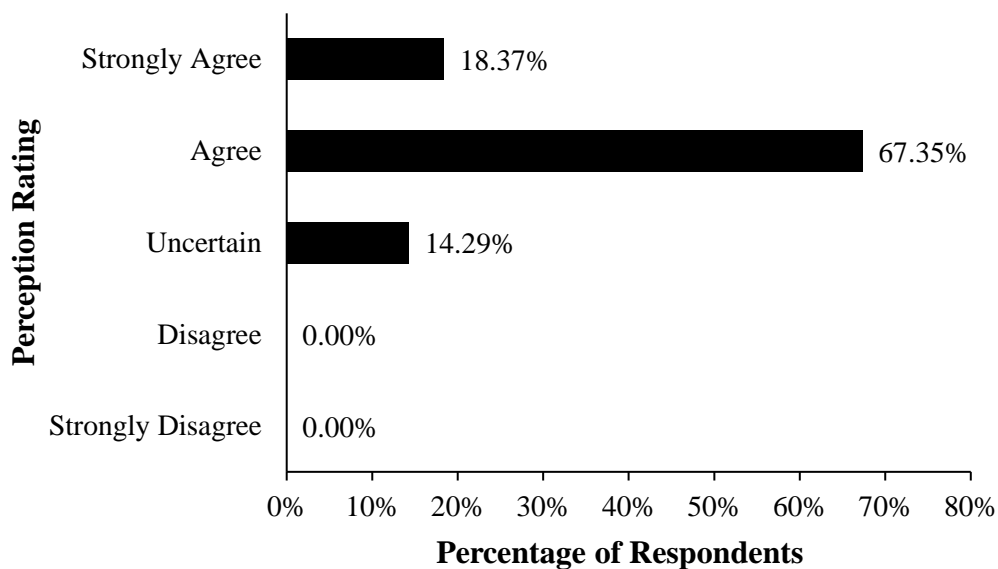 Perception Rating
Strongly Agree
18.37%
Agree
67.35%
Uncertain
14.29%
Disagree
0.00%
Strongly Disagree
0.00%
0% 10% 20% 30% 40% 50% 60% 70% 80%
Percentage of Respondents